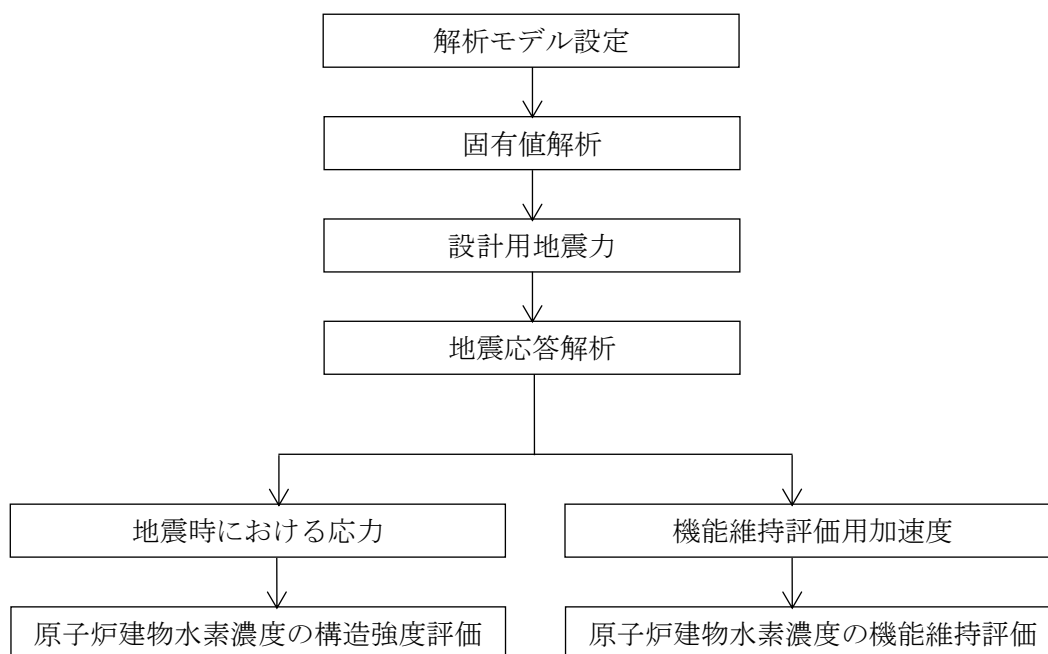 解析モデル設定
固有値解析
設計用地震力
地震応答解析
地震時における応力
機能維持評価用加速度
原子炉建物水素濃度の構造強度評価
原子炉建物水素濃度の機能維持評価